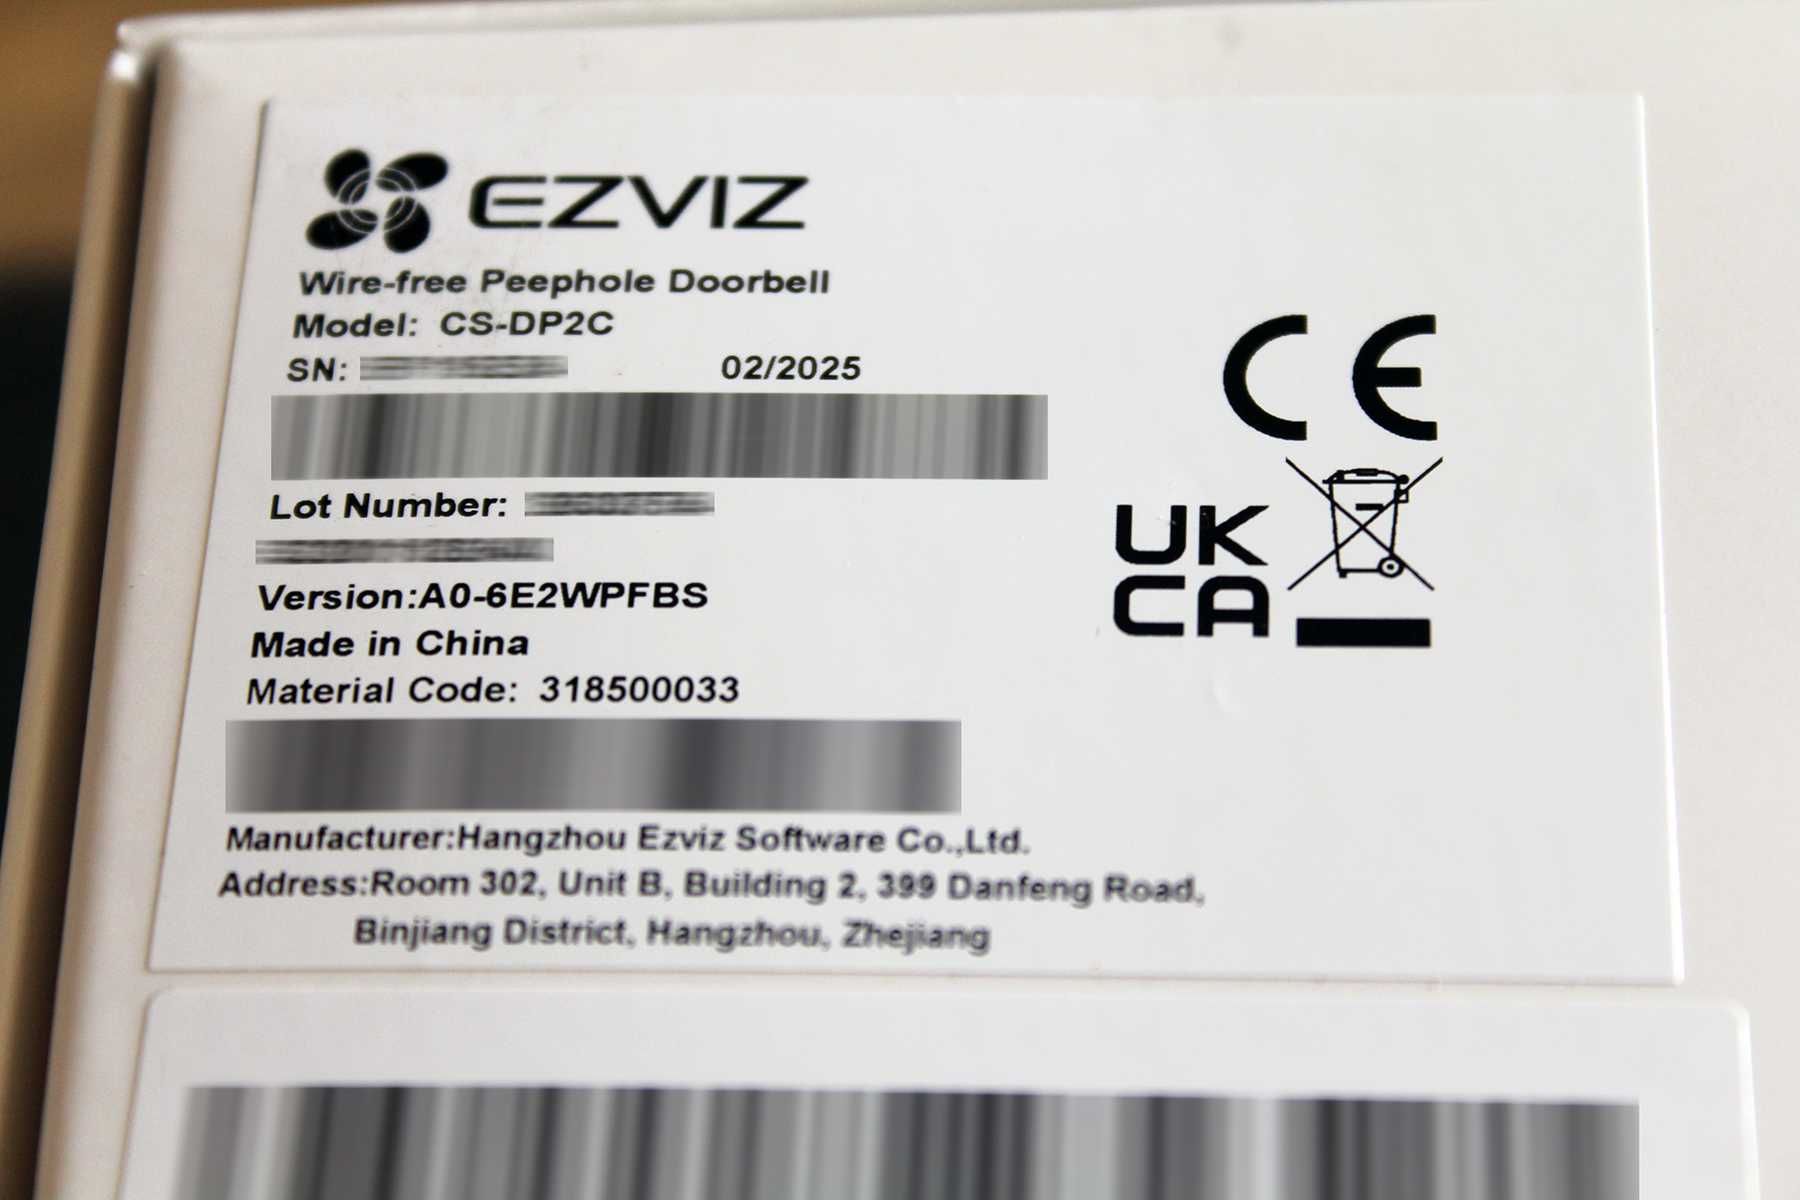 EZVIZ
Wire-free Peephole Doorbell
Model: CS-DP2C
SN: 02/2025
Lot Number:
Version:A0-6E2WPFBS
Made in China
Material Code: 318500033
Manufacturer:Hangzhou Ezviz Software Co.,Ltd.
Address:Room 302, Unit B, Building 2, 399 Danfeng Road,
Binjiang District, Hangzhou, Zhejiang
CE
UK
CA